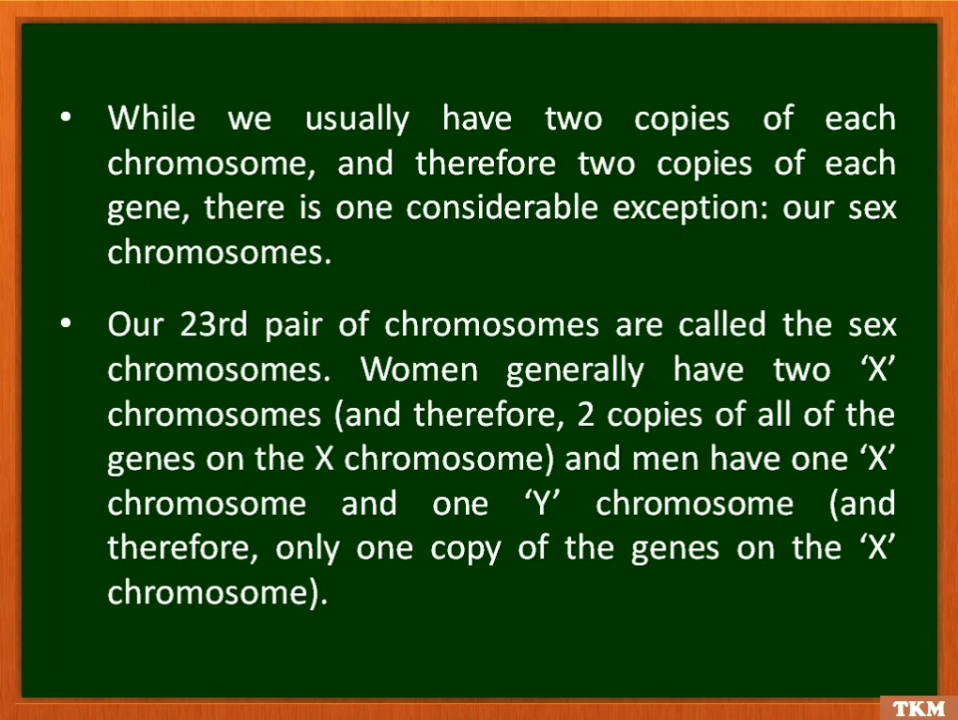 • While we usually have two copies of each
chromosome, and therefore two copies of each
gene, there is one considerable exception: our sex
chromosomes.
• Our 23rd pair of chromosomes are called the sex
chromosomes. Women generally have two ‘X’
chromosomes (and therefore, 2 copies of all of the
genes on the X chromosome) and men have one ‘X’
chromosome and one ‘Y’ chromosome (and
therefore, only one copy of the genes on the ‘X’
chromosome).
TKM